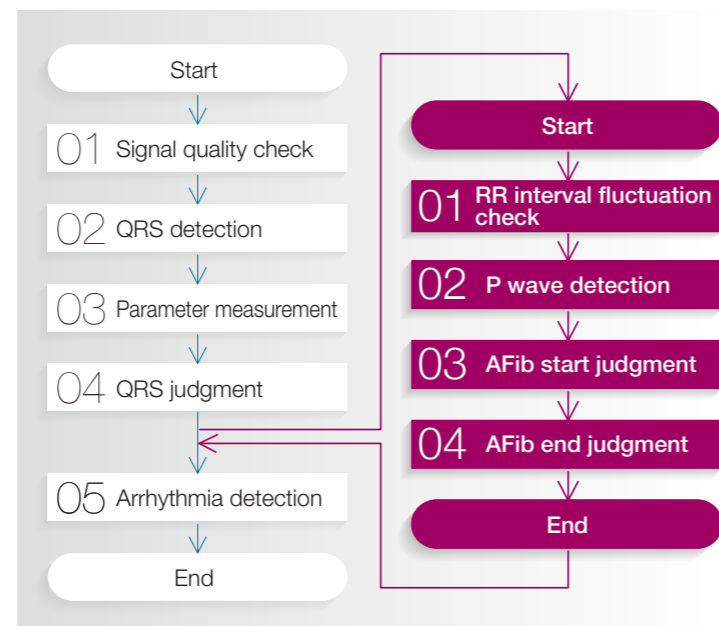 Start
01 Signal quality check
02 QRS detection
03 Parameter measurement
04 QRS judgment
05 Arrhythmia detection
End
Start
01 RR interval fluctuation
check
02 P wave detection
03 AFib start judgment
04 AFib end judgment
End